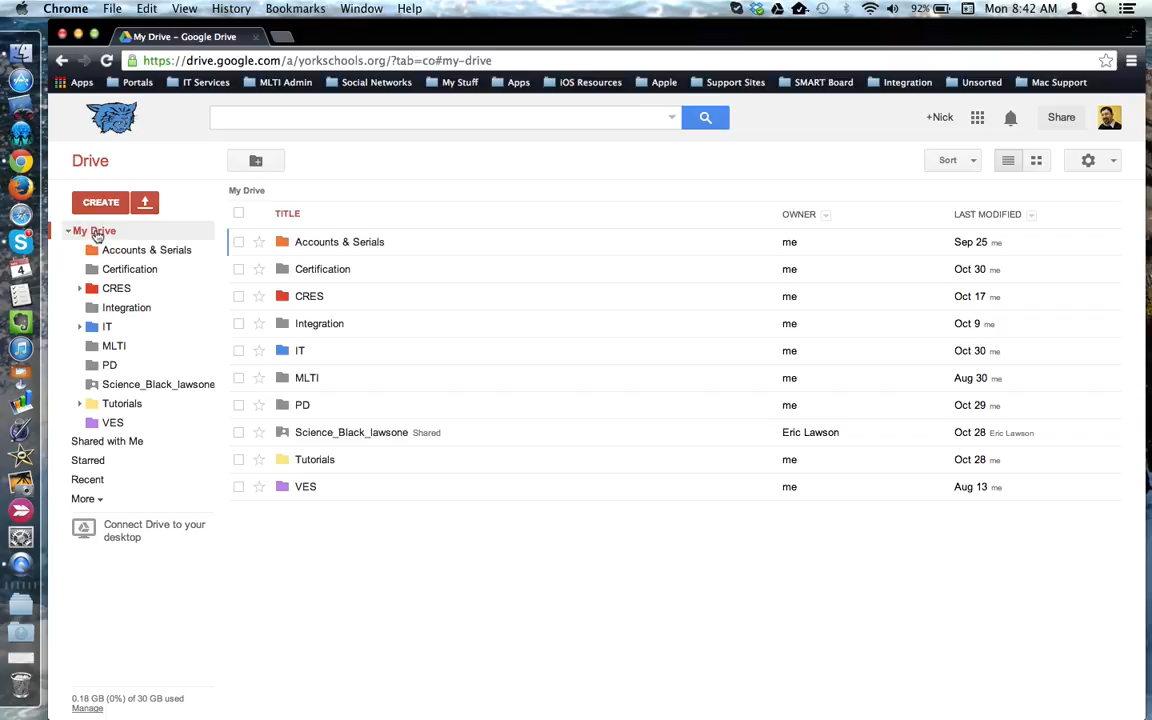 Chrome File Edit View History Bookmarks Window Help 92% Mon 8:42 AM
My Drive – Google Drive
https://drive.google.com/a/yorkschools.org/?tab=co#my-drive
Apps Portals IT Services MLTI Admin Social Networks My Stuff Apps iOS Resources Apple Support Sites SMART Board Integration Unsorted Mac Support
+Nick Share
Drive Sort
My Drive
CREATE
TITLE OWNER LAST MODIFIED
My Drive
Accounts & Serials
Certification
CRES
Integration
IT
MLTI
PD
Science_Black_lawsone
Tutorials
VES
Shared with Me
Starred
Recent
More
Connect Drive to your
desktop
Accounts & Serials me Sep 25 me
Certification me Oct 30 me
CRES me Oct 17 me
Integration me Oct 9 me
IT me Oct 30 me
MLTI me Aug 30 me
PD me Oct 29 me
Science_Black_lawsone Shared Eric Lawson Oct 28 Eric Lawson
Tutorials me Oct 28 me
VES me Aug 13 me
0.18 GB (0%) of 30 GB used
Manage
4